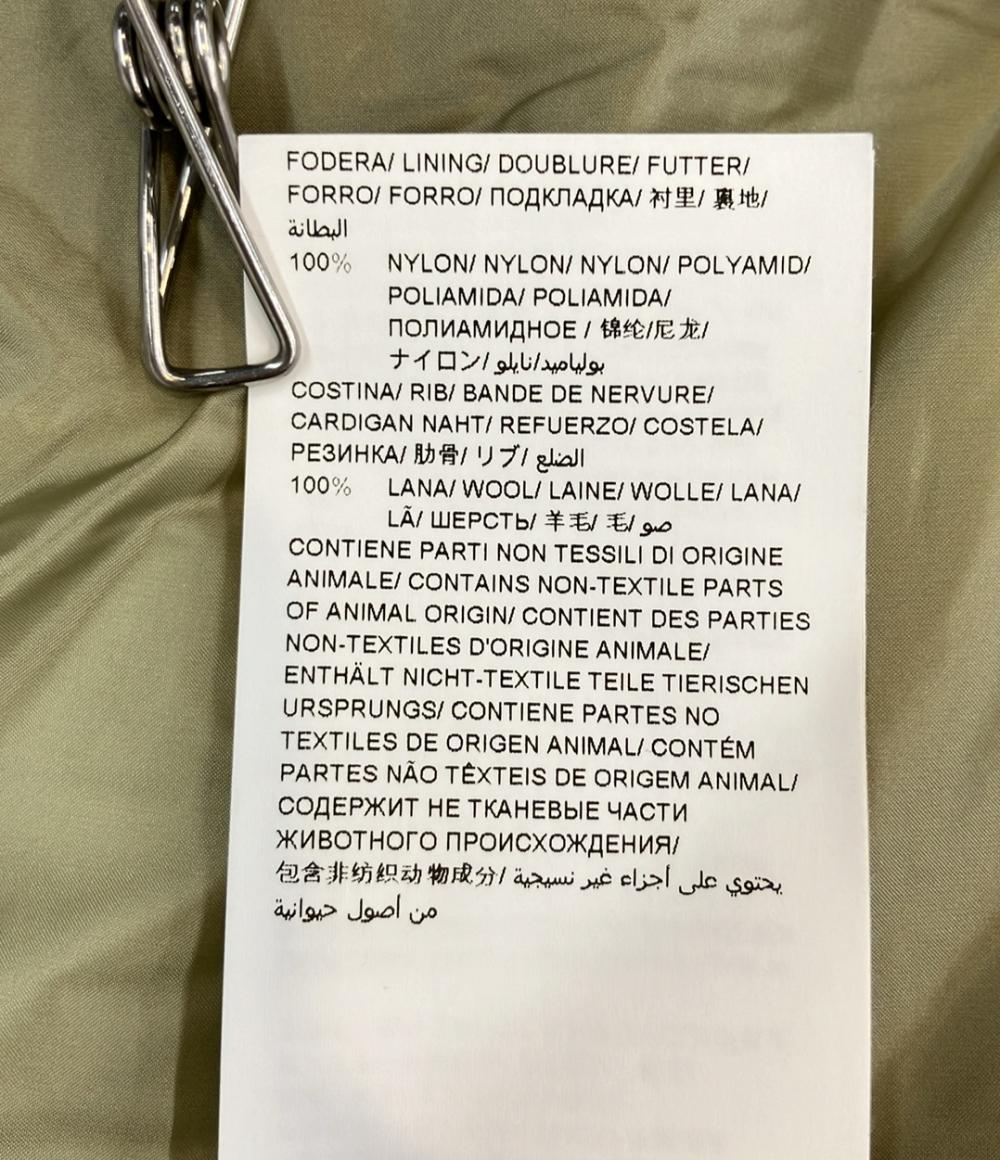 FODERA/ LINING/ DOUBLURE/ FUTTER/
FORRO/ FORRO/ ПОДКЛАДКА/ 衬里/ 裏地/
البطانة
100% NYLON/ NYLON/ NYLON/ POLYAMID/
POLIAMIDA/ POLIAMIDA/
ПОЛИАМИДНОЕ / 锦纶/尼龙/
ナイロン/ بولياميد/نايلو
COSTINA/ RIB/ BANDE DE NERVURE/
CARDIGAN NAHT/ REFUERZO/ COSTELA/
РЕЗИНКА/ 肋骨/ リブ/ الضلع
100% LANA/ WOOL/ LAINE/ WOLLE/ LANA/
LÃ/ ШЕРСТЬ/ 羊毛/ 毛/ صو
CONTIENE PARTI NON TESSILI DI ORIGINE
ANIMALE/ CONTAINS NON-TEXTILE PARTS
OF ANIMAL ORIGIN/ CONTIENT DES PARTIES
NON-TEXTILES D'ORIGINE ANIMALE/
ENTHÄLT NICHT-TEXTILE TEILE TIERISCHEN
URSPRUNGS/ CONTIENE PARTES NO
TEXTILES DE ORIGEN ANIMAL/ CONTÉM
PARTES NÃO TÊXTEIS DE ORIGEM ANIMAL/
СОДЕРЖИТ НЕ ТКАНЕВЫЕ ЧАСТИ
ЖИВОТНОГО ПРОИСХОЖДЕНИЯ/
包含非纺织动物成分/ يحتوي على أجزاء غير نسيجية
من أصول حيوانية